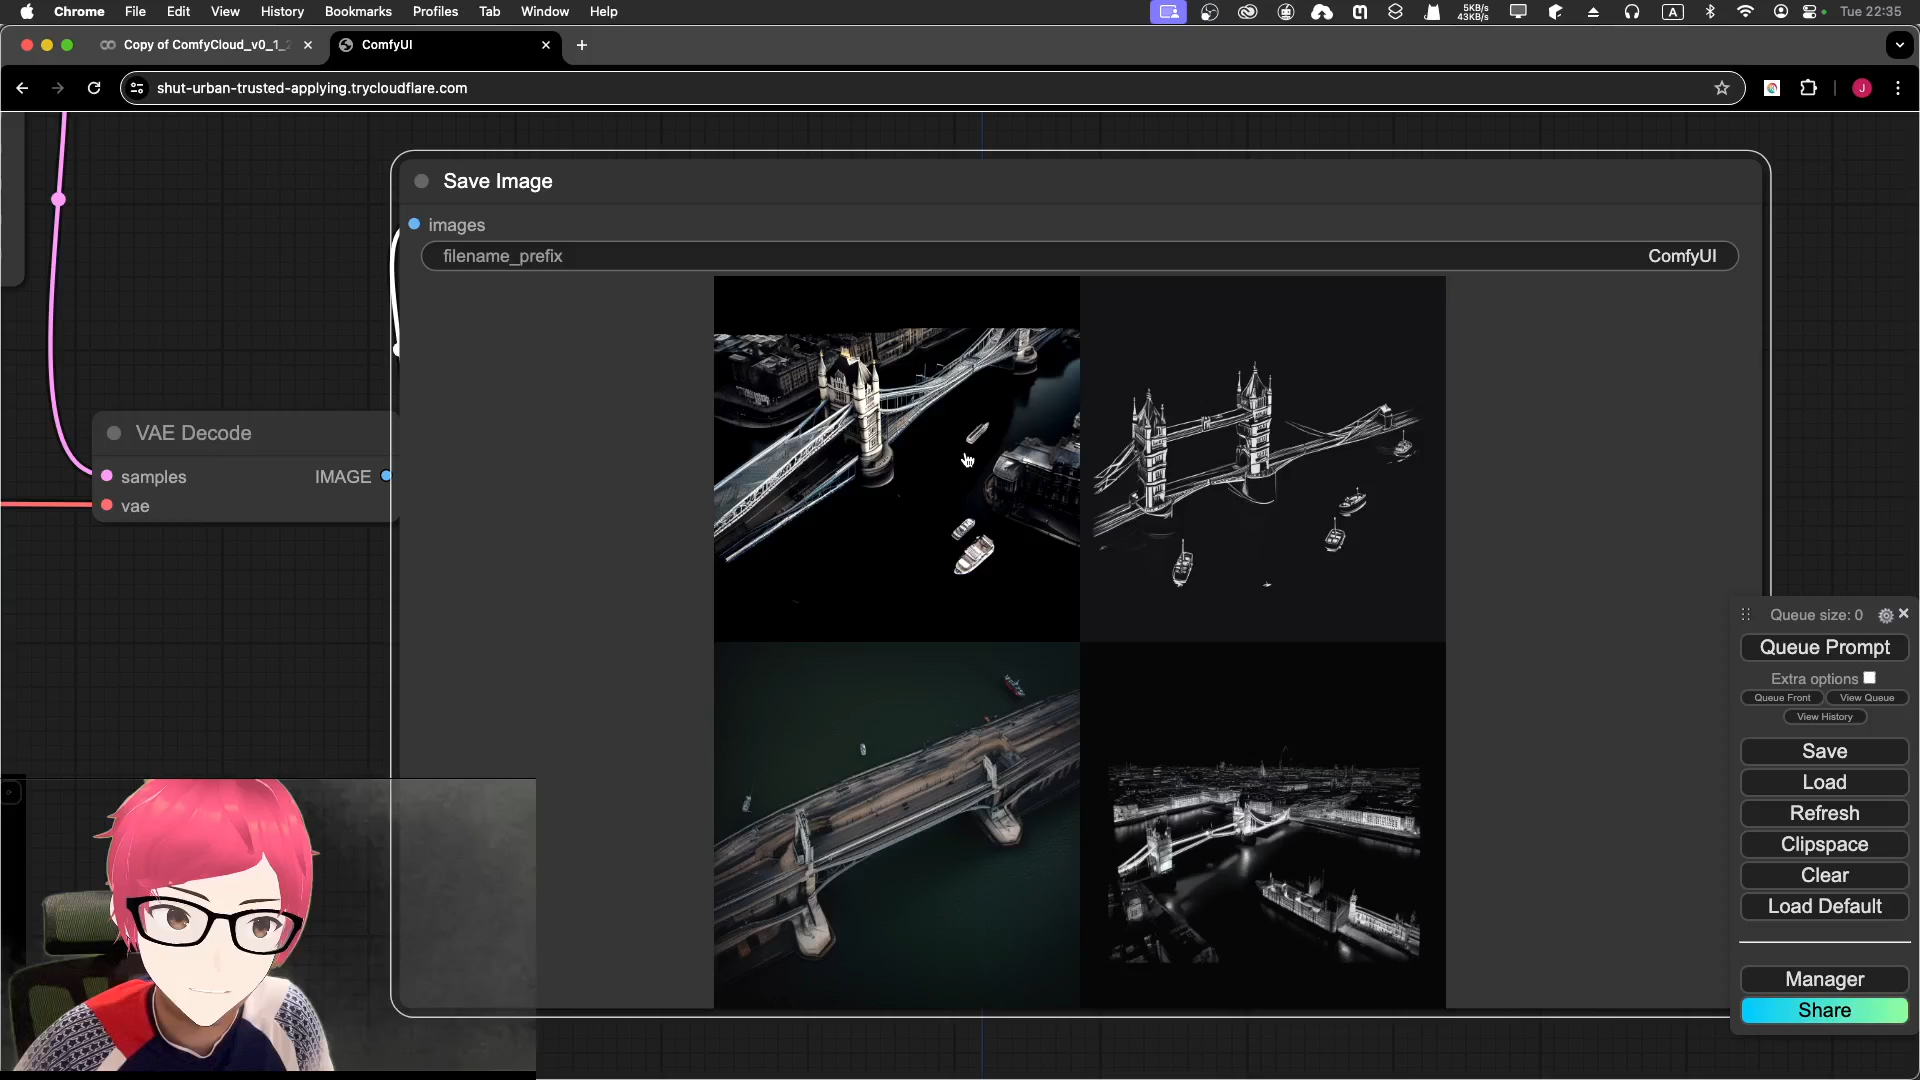 Chrome File Edit View History Bookmarks Profiles Tab Window Help
5KB/s
43KB/s
A
Tue 22:35
Copy of ComfyCloud_v0_1_
ComfyUI
shut-urban-trusted-applying.trycloudflare.com
J
Save Image
images
filename_prefix ComfyUI
VAE Decode
samples IMAGE
vae
Queue size: 0
Queue Prompt
Extra options
Queue Front View Queue
View History
Save
Load
Refresh
Clipspace
Clear
Load Default
Manager
Share